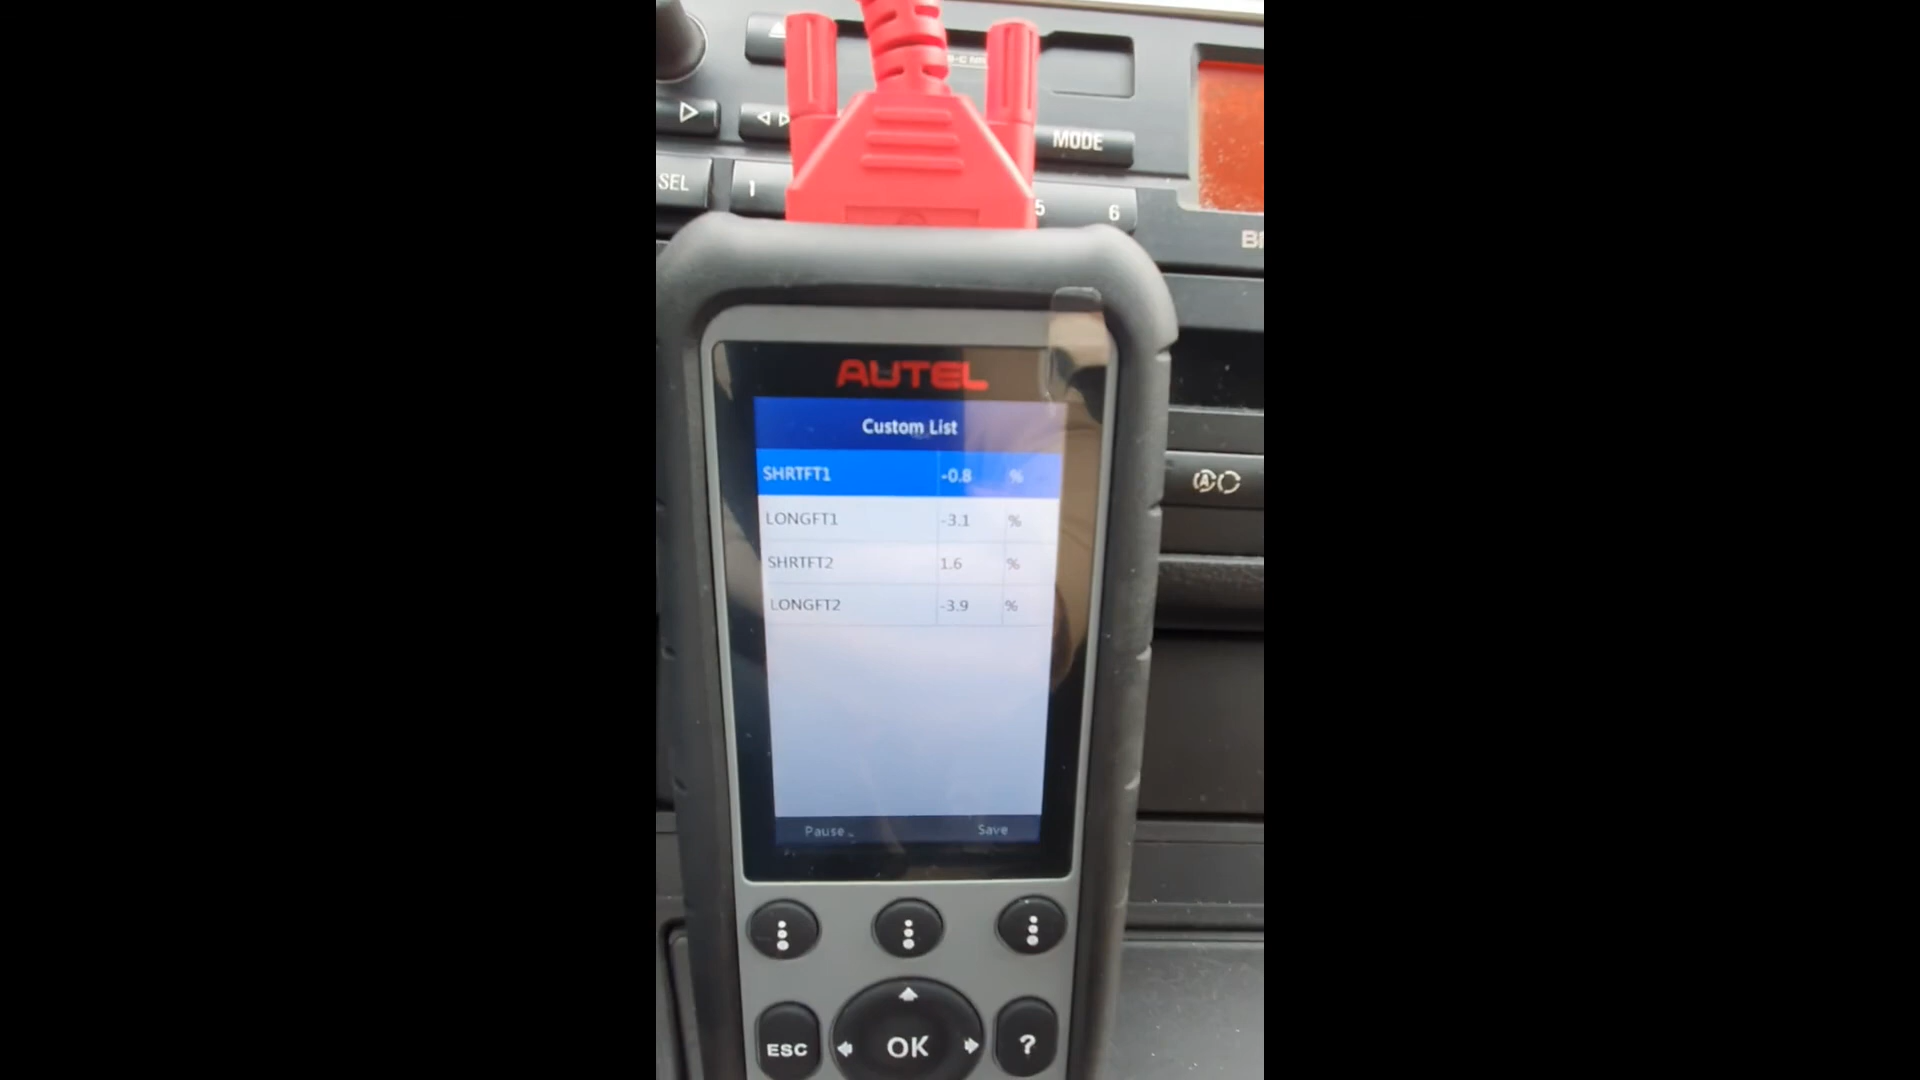 MODE
SEL
1
5
6
AUTEL
Custom List
SHRTFT1 -0.8 %
LONGFT1 -3.1 %
SHRTFT2 1.6 %
LONGFT2 -3.9 %
Pause
Save
ESC
OK
?